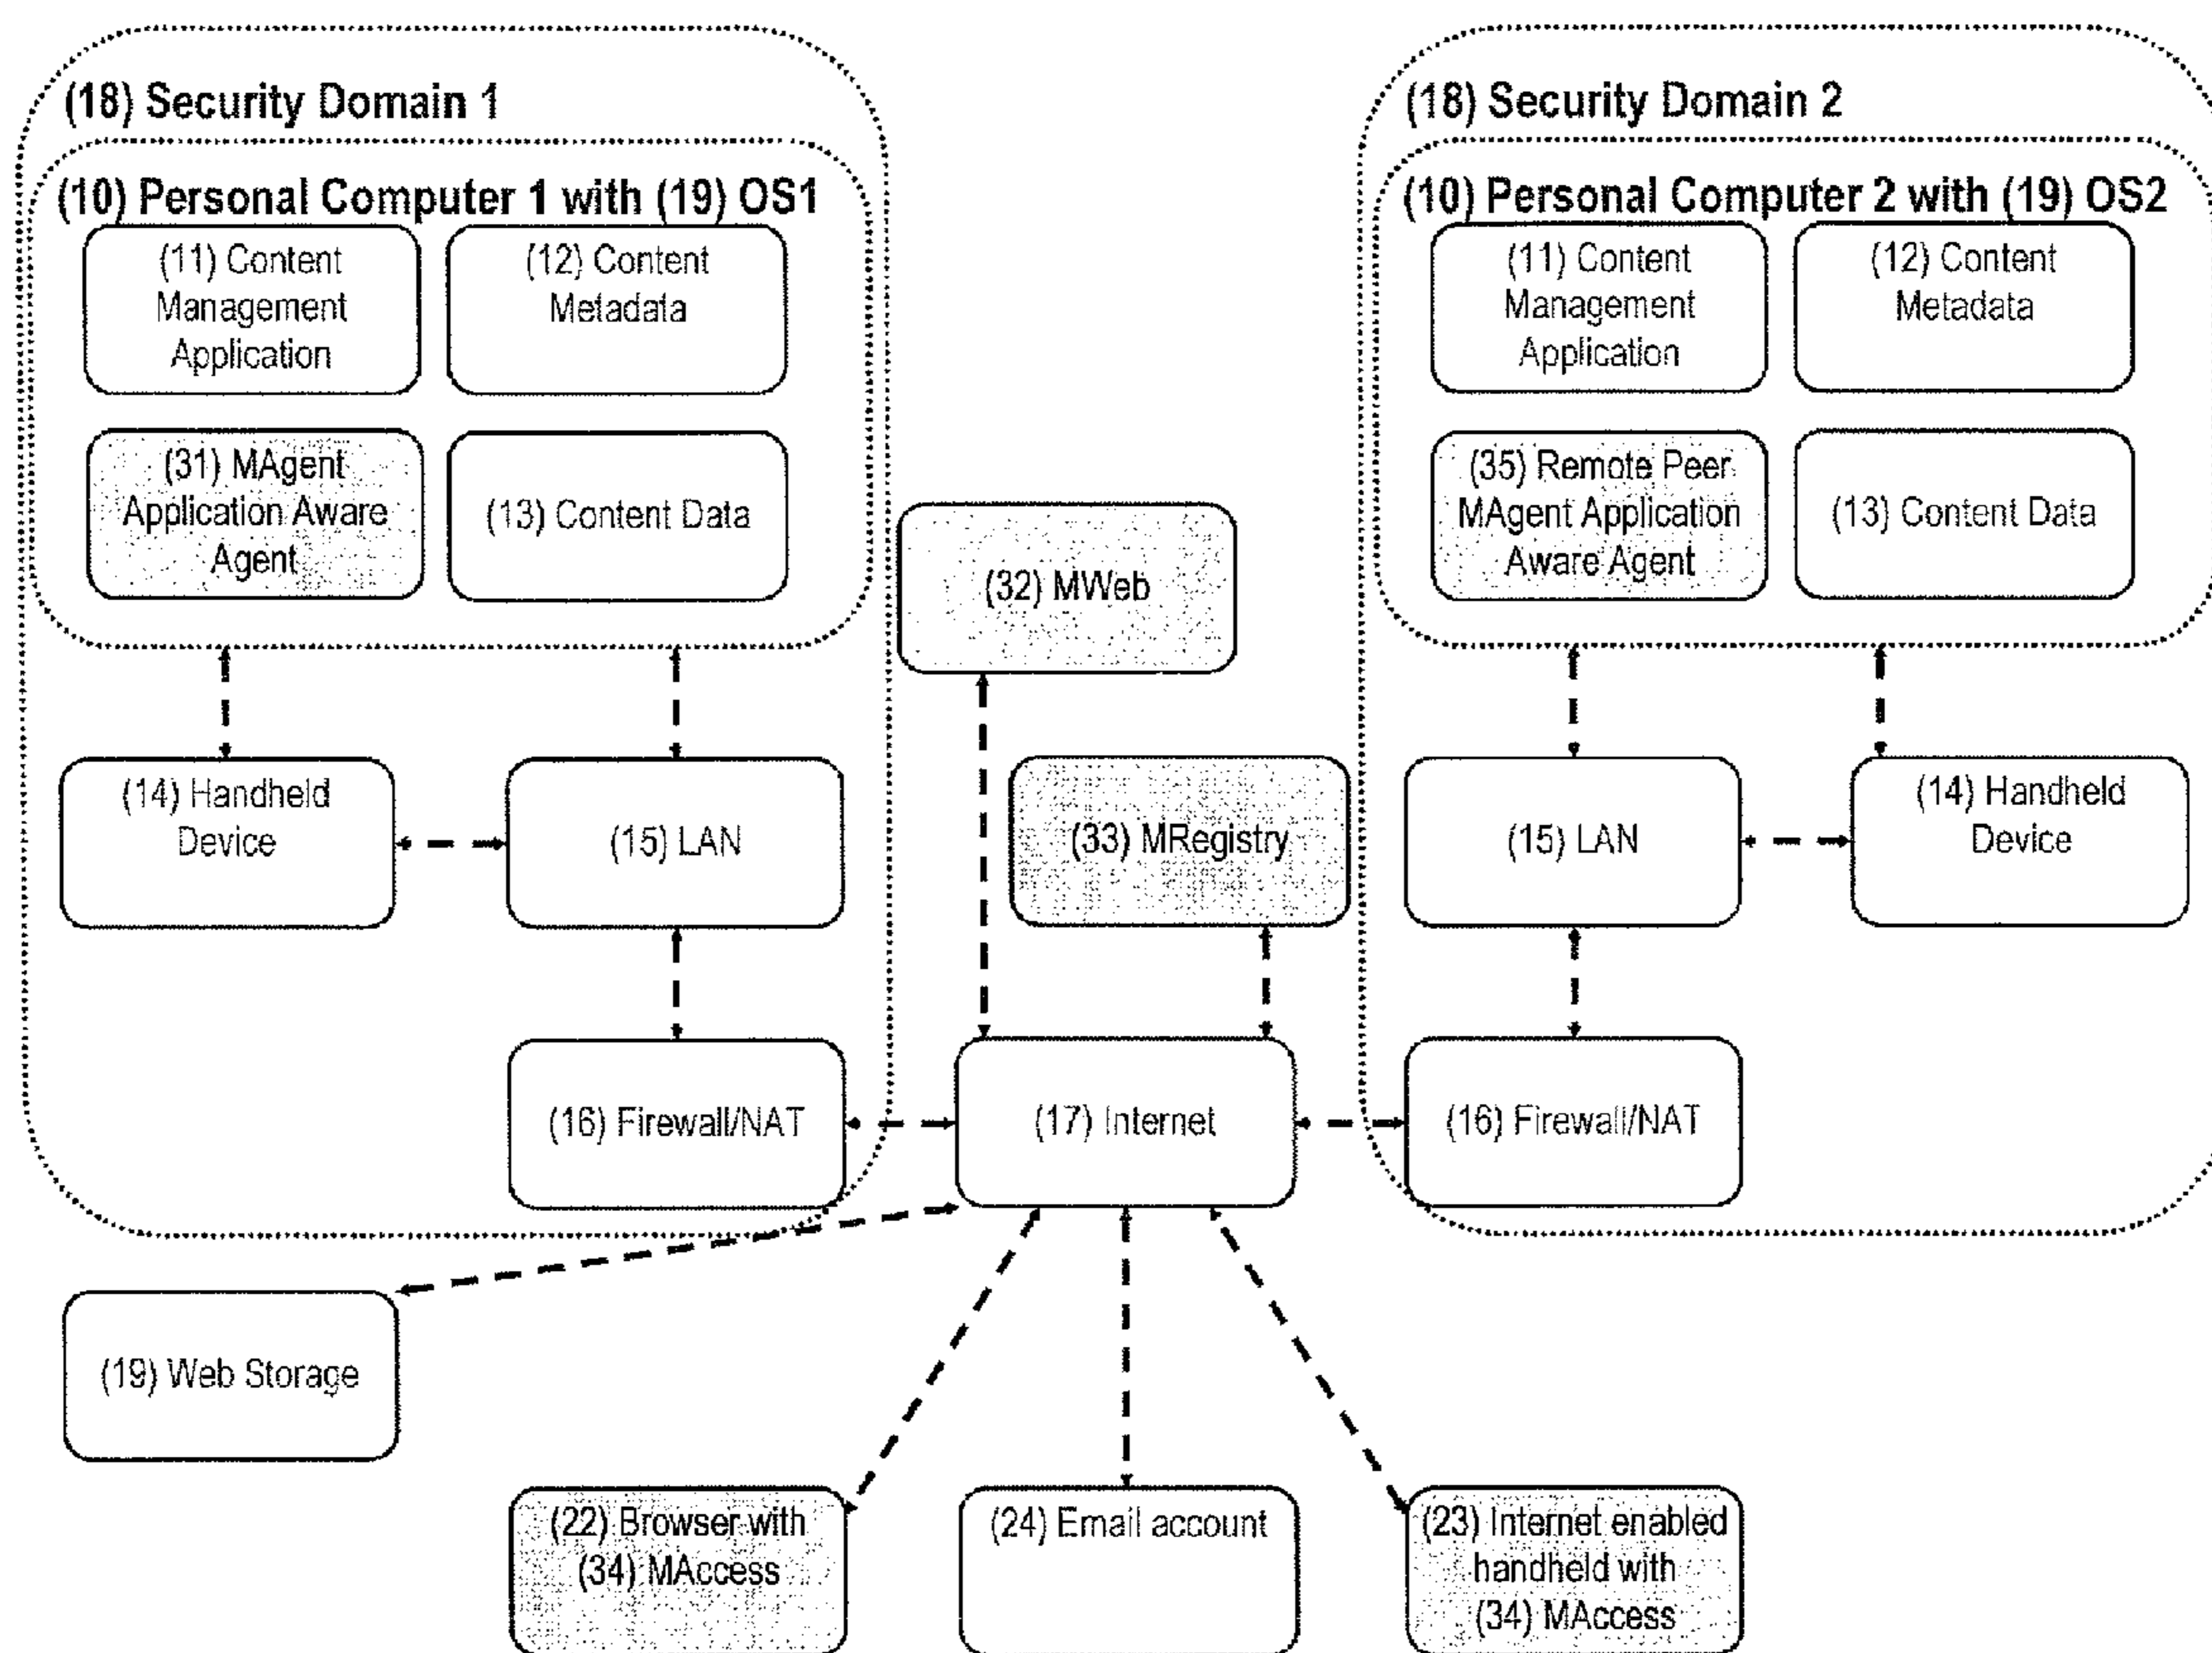 (18) Security Domain 1
(10) Personal Computer 1 with (19) OS1
(11) Content
Management
Application
(12) Content
Metadata
(31) MAgent
Application Aware
Agent
(13) Content Data
(14) Handheld
Device
(15) LAN
(16) Firewall/NAT
(32) MWeb
(33) MRegistry
(17) Internet
(18) Security Domain 2
(10) Personal Computer 2 with (19) OS2
(11) Content
Management
Application
(12) Content
Metadata
(35) Remote Peer
MAgent Application
Aware Agent
(13) Content Data
(15) LAN
(14) Handheld
Device
(16) Firewall/NAT
(19) Web Storage
(22) Browser with
(34) MAccess
(24) Email account
(23) Internet enabled
handheld with
(34) MAccess